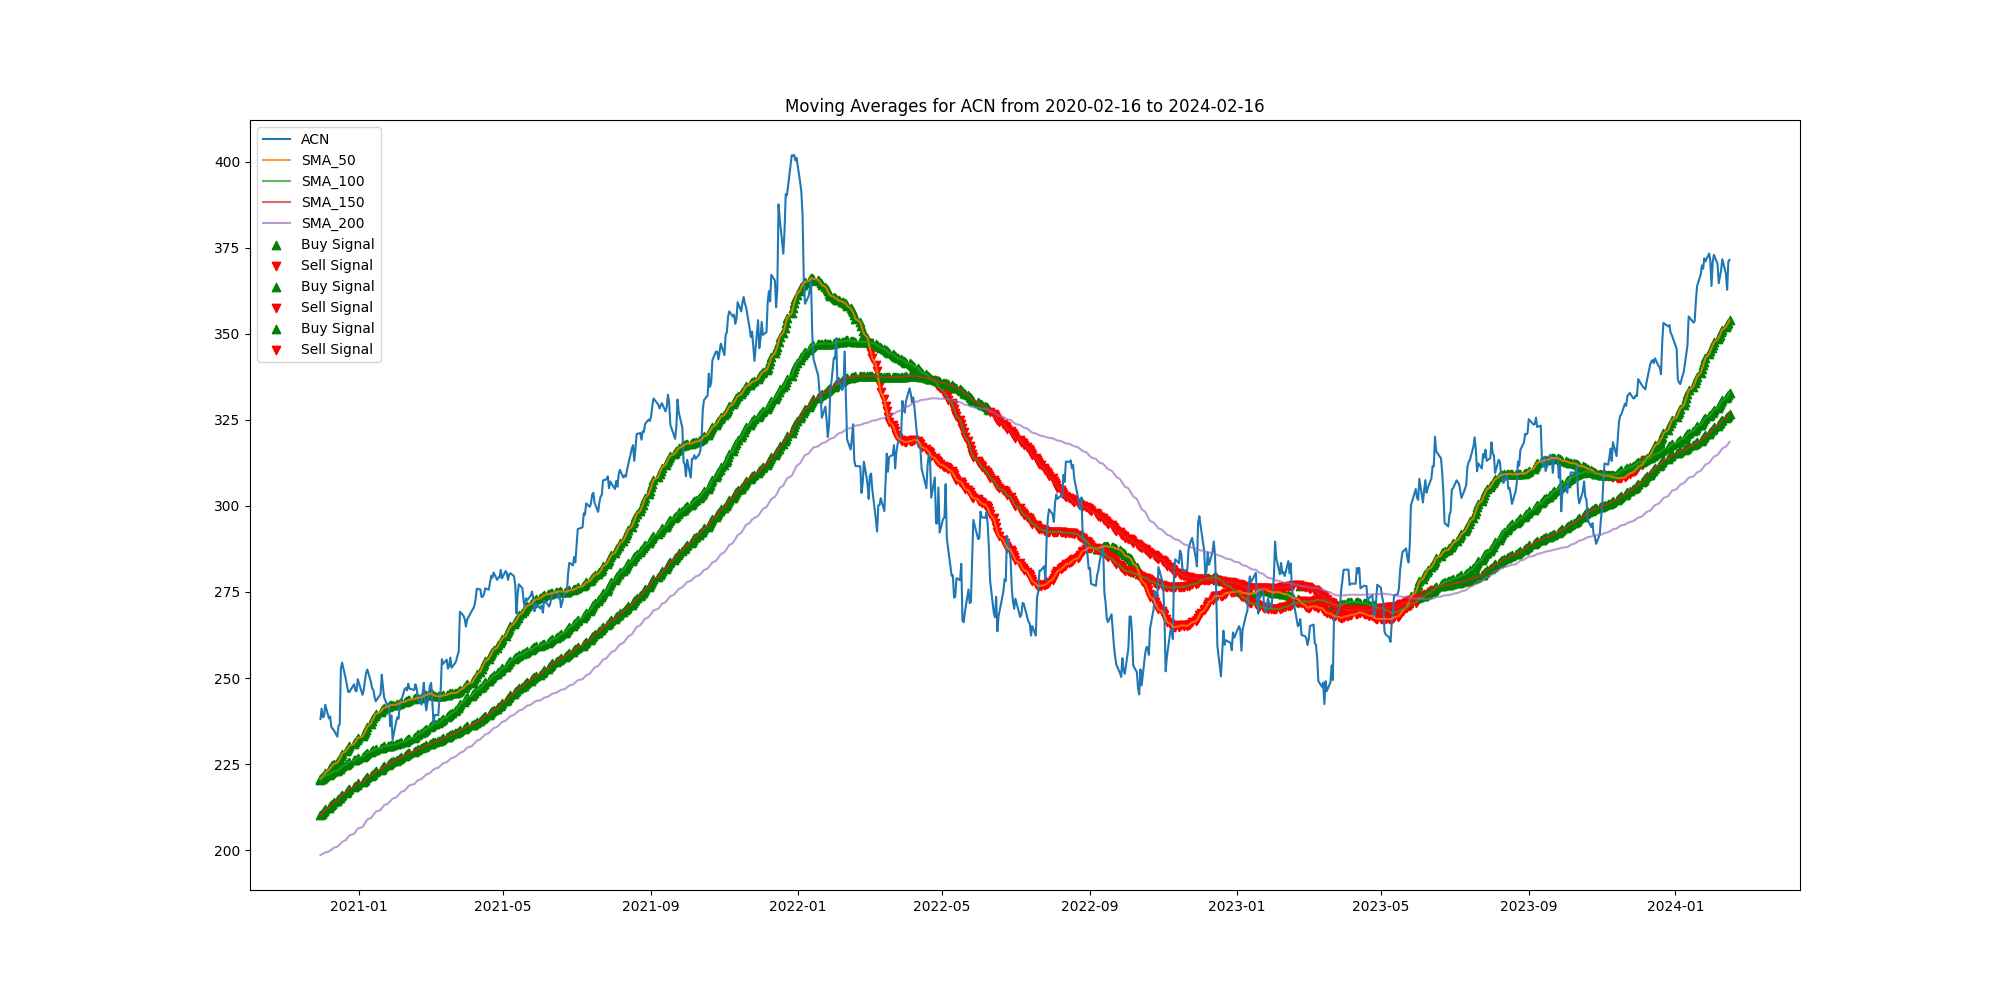 Moving Averages for ACN from 2020-02-16 to 2024-02-16
ACN
SMA_50
SMA_100
SMA_150
SMA_200
Buy Signal
Sell Signal
Buy Signal
Sell Signal
Buy Signal
Sell Signal
400
375
350
325
300
275
250
225
200
2021-01 2021-05 2021-09 2022-01 2022-05 2022-09 2023-01 2023-05 2023-09 2024-01